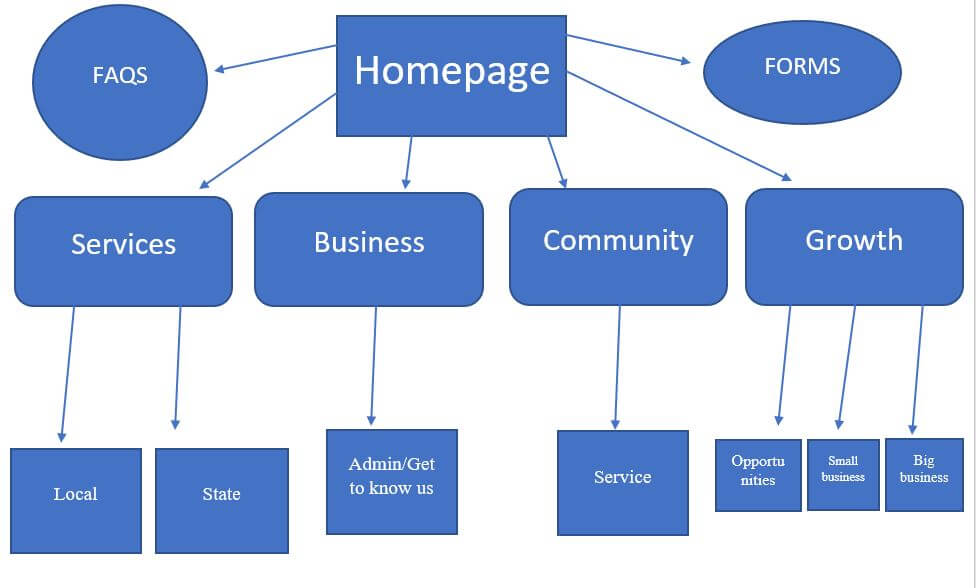 FAQS
Homepage
FORMS
Services
Business
Community
Growth
Local
State
Admin/Get
to know us
Service
Opportu
nities
Small
business
Big
business